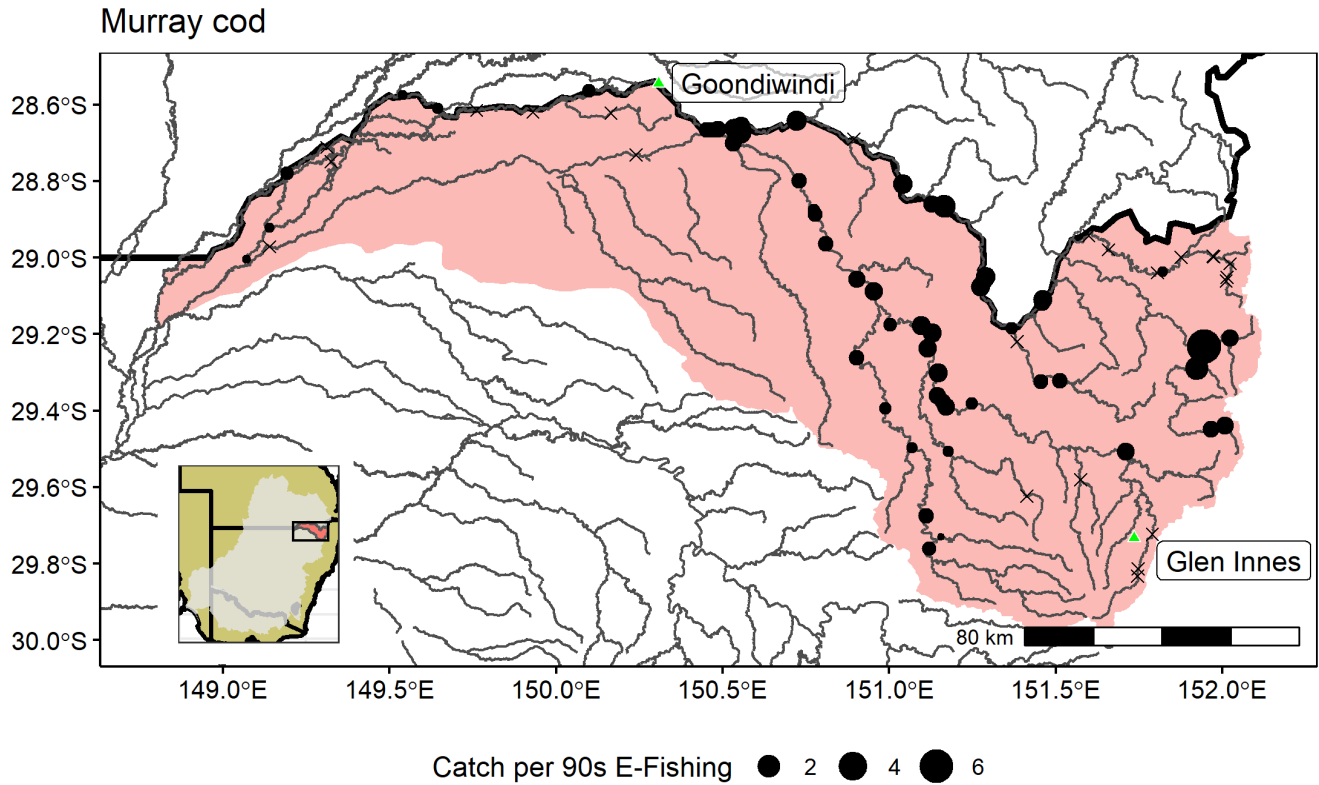 Murray cod
Goondiwindi
28.6°S
28.8°S
29.0°S
29.2°S
29.4°S
29.6°S
29.8°S
30.0°S
Glen Innes
80 km
149.0°E 149.5°E 150.0°E 150.5°E 151.0°E 151.5°E 152.0°E
Catch per 90s E-Fishing 2 4 6